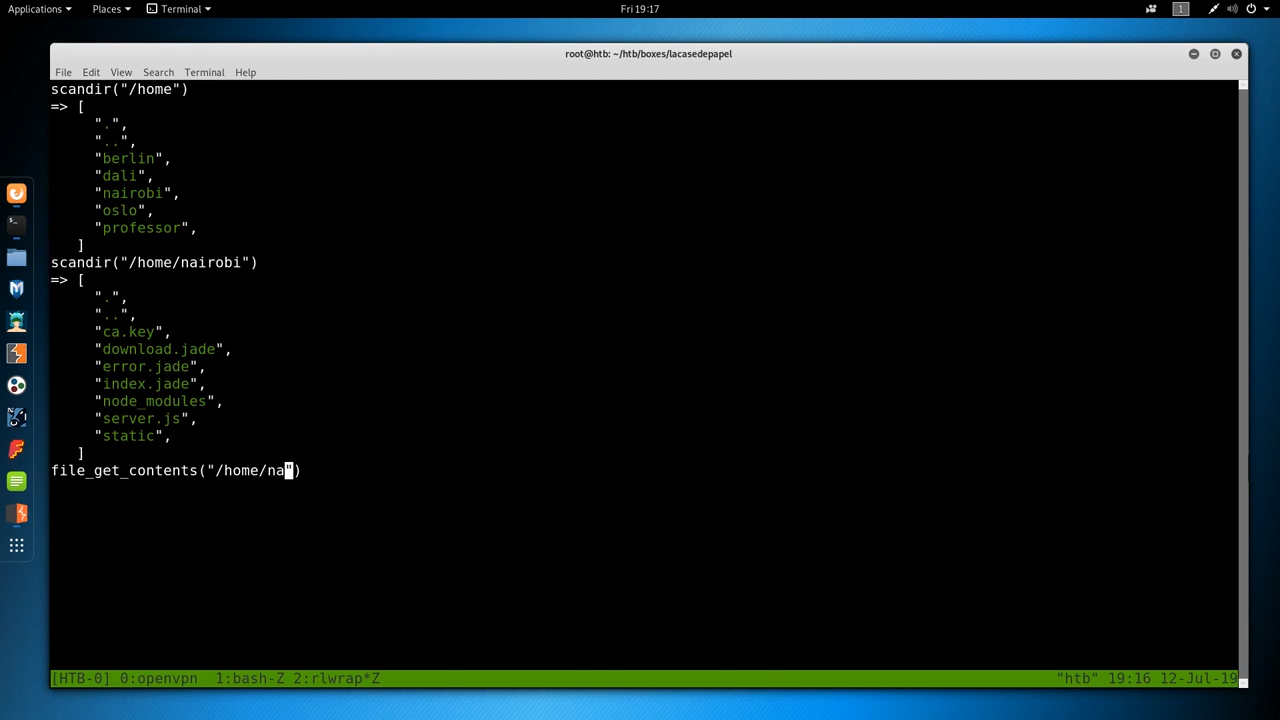 Applications Places Terminal Fri 19:17 1
root@htb: ~/htb/boxes/lacasedepapel
File Edit View Search Terminal Help
scandir("/home")
=> [
".",
"..",
"berlin",
"dali",
"nairobi",
"oslo",
"professor",
]
scandir("/home/nairobi")
=> [
".",
"..",
"ca.key",
"download.jade",
"error.jade",
"index.jade",
"node_modules",
"server.js",
"static",
]
file_get_contents("/home/na")
[HTB-0] 0:openvpn 1:bash-Z 2:rlwrap*Z "htb" 19:16 12-Jul-19